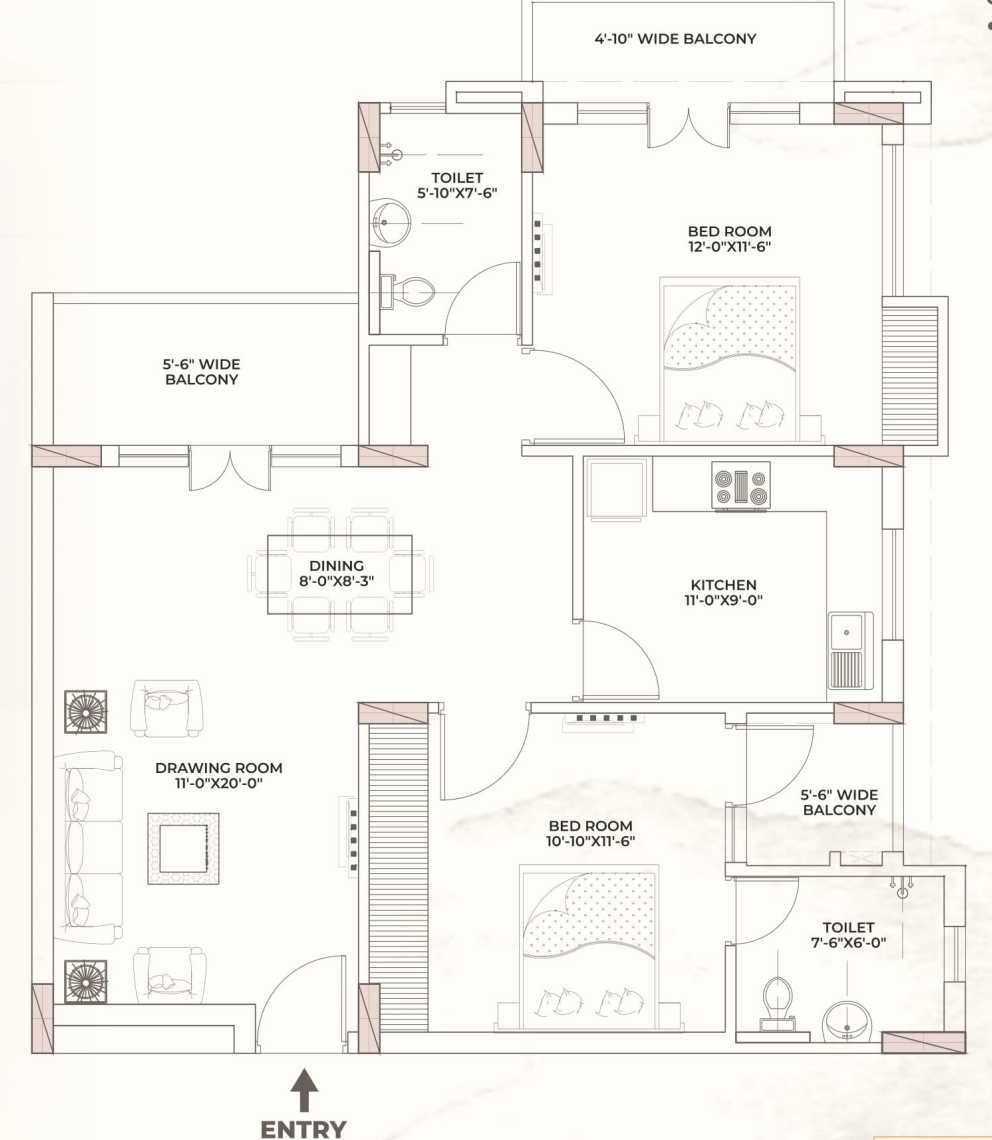 4'-10" WIDE BALCONY
TOILET
5'-10"X7'-6"
BED ROOM
12'-0"X11'-6"
5'-6" WIDE
BALCONY
DINING
8'-0"X8'-3"
KITCHEN
11'-0"X9'-0"
DRAWING ROOM
11'-0"X20'-0"
5'-6" WIDE
BALCONY
BED ROOM
10'-10"X11'-6"
TOILET
7'-6"X6'-0"
ENTRY